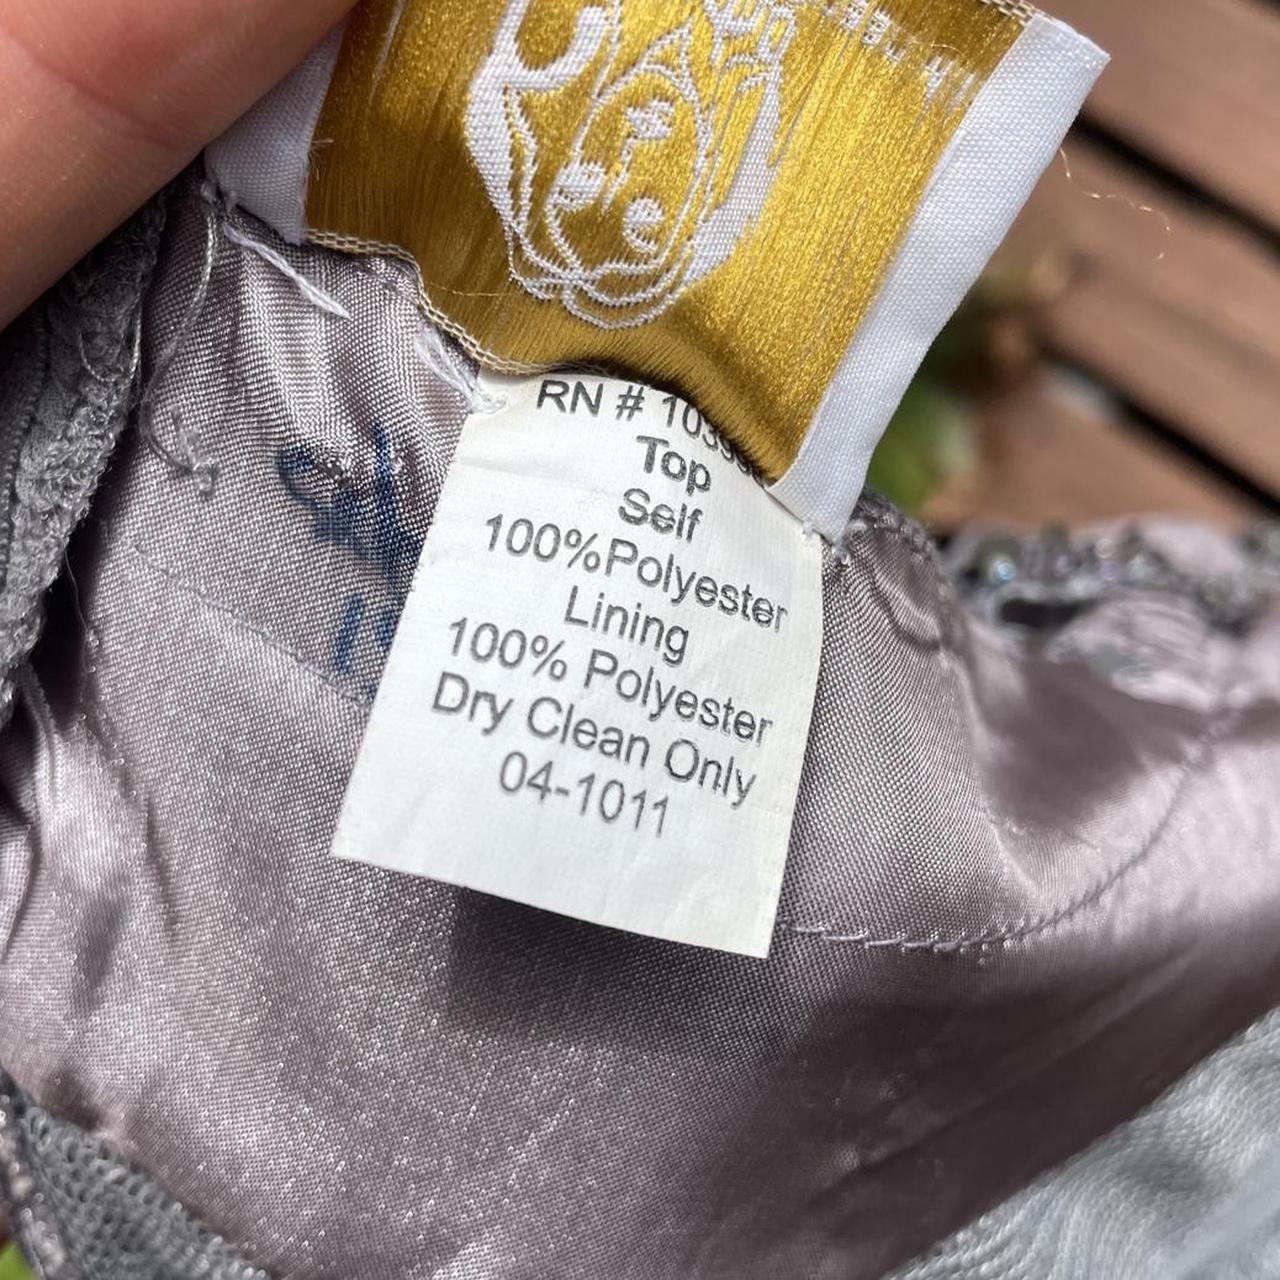 RN # 1039
Top
Self
100%Polyester
Lining
100% Polyester
Dry Clean Only
04-1011